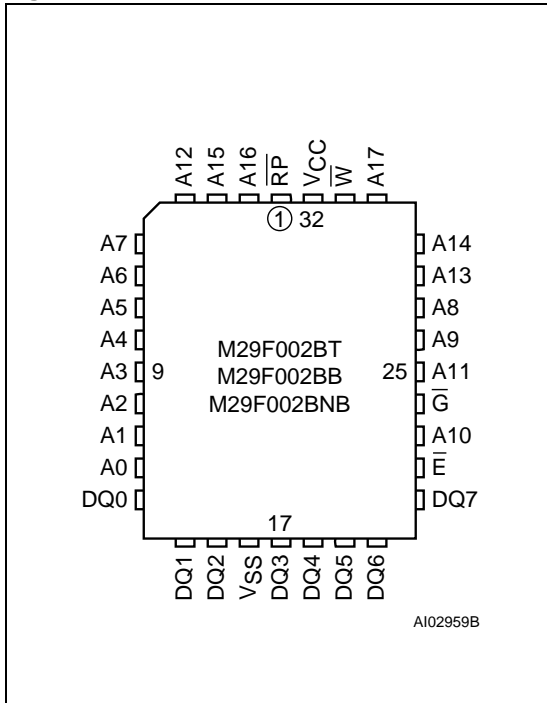 A12 A15 A16 R̅P̅ VCC W̅ A17
1 32
A7 A14
A6 A13
A5 A8
A4 A9
M29F002BT
A3 9 25 A11
M29F002BB
A2 G̅
M29F002BNB
A1 A10
A0 E̅
DQ0 DQ7
17
DQ1 DQ2 VSS DQ3 DQ4 DQ5 DQ6
AI02959B